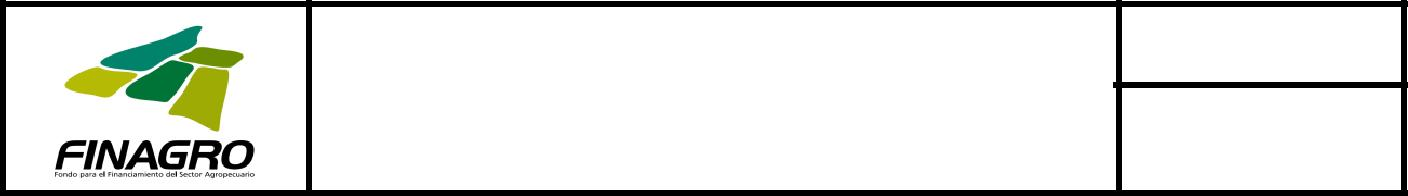 FINAGRO
Fondo para el Financiamiento del Sector Agropecuario